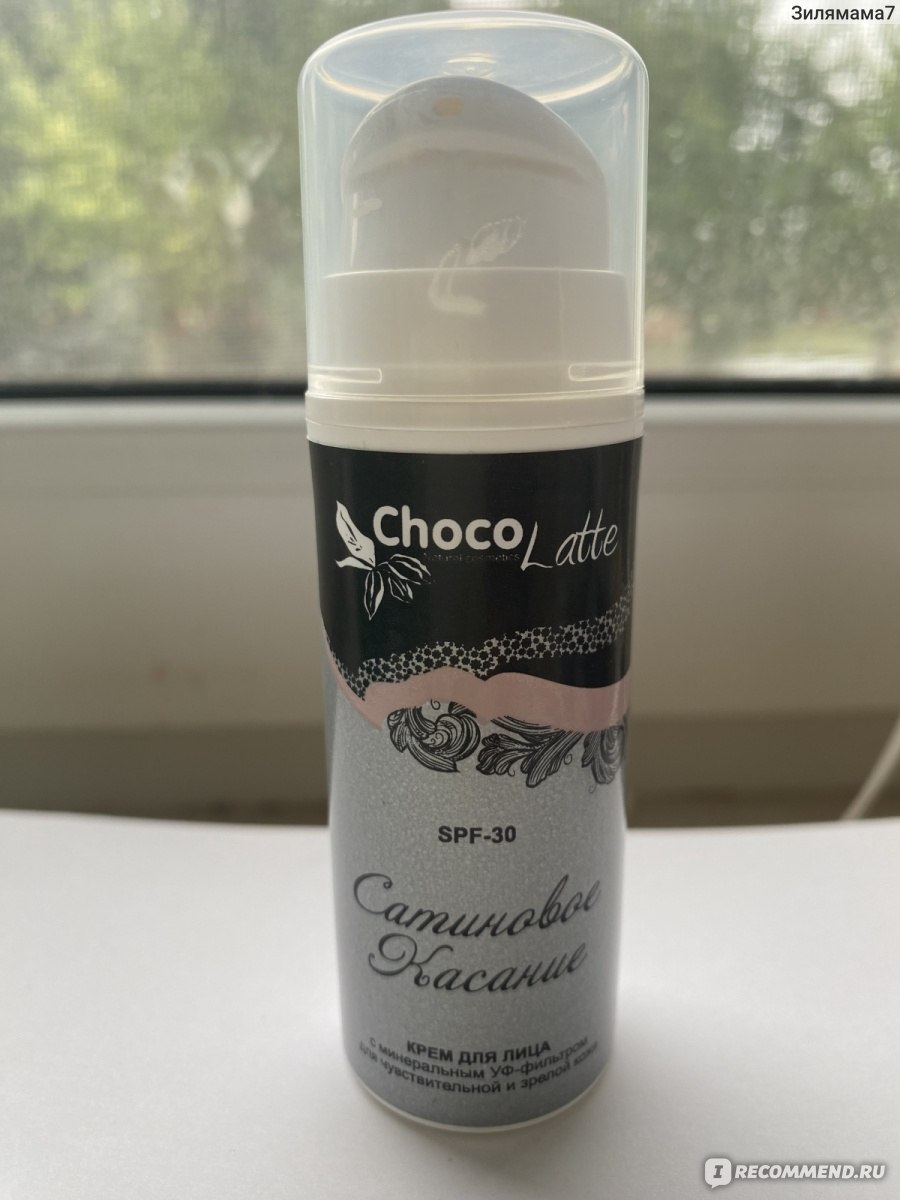 Зилямама7
Choco Latte
Natural cosmetics
SPF-30
Сатиновое
Касание
КРЕМ ДЛЯ ЛИЦА
с минеральным УФ-фильтром
для чувствительной и зрелой кожи
I RECOMMEND.RU